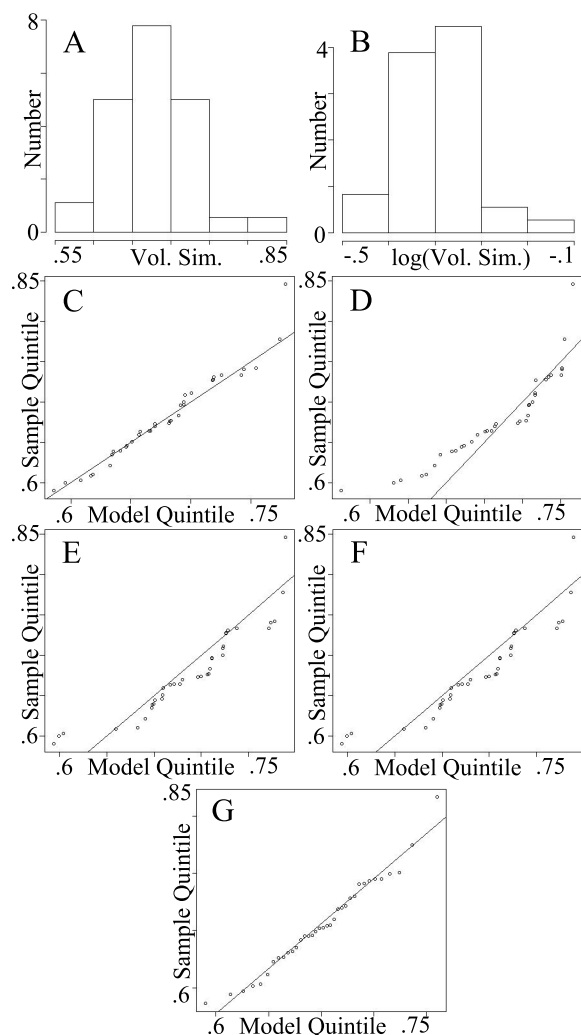 A
B
8
4
Number
Number
0
0
.55 Vol. Sim. .85
-.5 log(Vol. Sim.) -.1
C
D
.85
.85
Sample Quintile
Sample Quintile
.6
.6
.6 Model Quintile .75
.6 Model Quintile .75
E
F
.85
.85
Sample Quintile
Sample Quintile
.6
.6
.6 Model Quintile .75
.6 Model Quintile .75
G
.85
Sample Quintile
.6
.6 Model Quintile .75